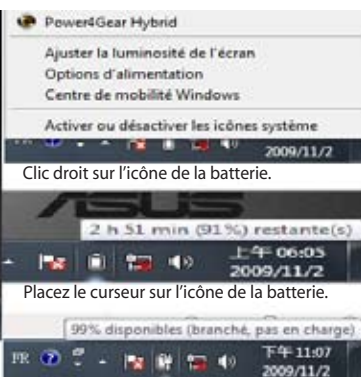 Power4Gear Hybrid
Ajuster la luminosité de l'écran
Options d'alimentation
Centre de mobilité Windows
Activer ou désactiver les icônes système
2009/11/2
Clic droit sur l'icône de la batterie.
ASUS
2 h 51 min (91%) restante(s)
上午 06:05
2009/11/2
Placez le curseur sur l'icône de la batterie.
99% disponibles (branché, pas en charge)
FR 下午 11:07
2009/11/2